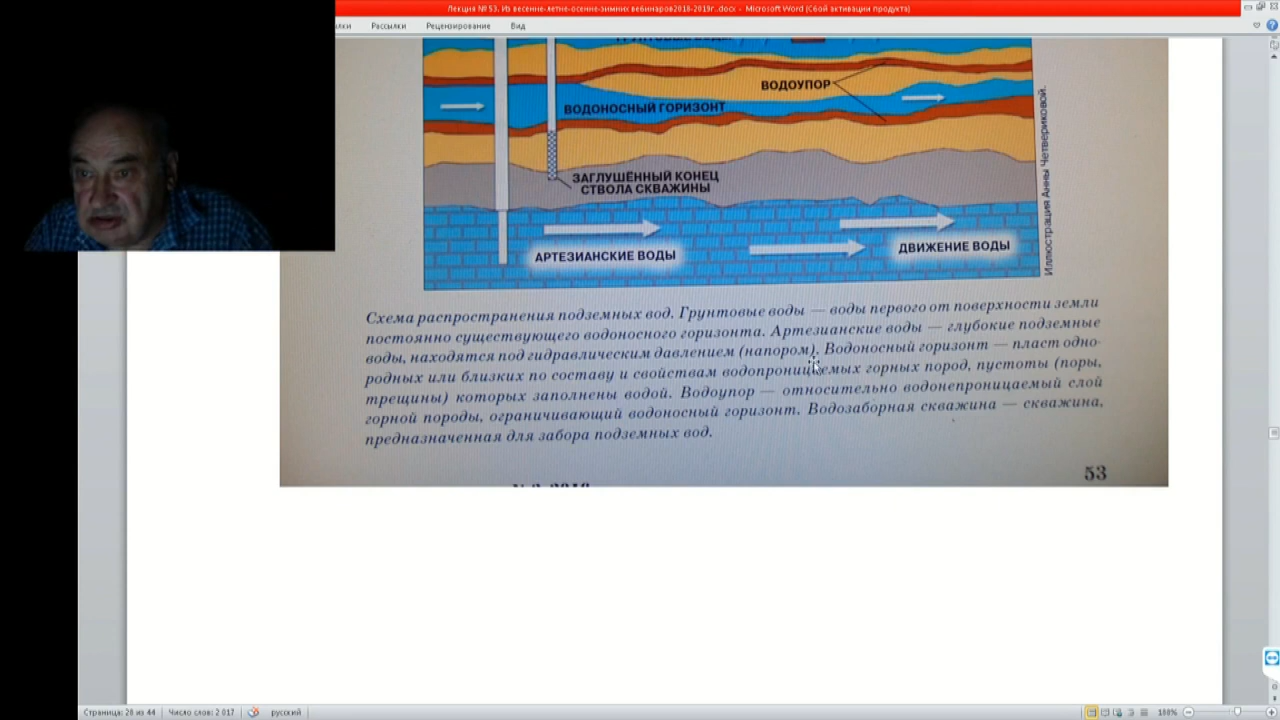 Лекция № 53. Из весенне-летне-осенне-зимних вебинаров2018-2019г..docx - Microsoft Word (Сбой активации продукта)
Рассылки
Рецензирование
Вид
ГРУНТОВЫЕ ВОДЫ
ВОДОУПОР
ВОДОНОСНЫЙ ГОРИЗОНТ
ЗАГЛУШЁННЫЙ КОНЕЦ
СТВОЛА СКВАЖИНЫ
АРТЕЗИАНСКИЕ ВОДЫ
ДВИЖЕНИЕ ВОДЫ
Иллюстрация Анны Четвериковой.
Схема распространения подземных вод. Грунтовые воды — воды первого от поверхности земли
постоянно существующего водоносного горизонта. Артезианские воды — глубокие подземные
воды, находятся под гидравлическим давлением (напором). Водоносный горизонт — пласт одно-
родных или близких по составу и свойствам водопроницаемых горных пород, пустоты (поры,
трещины) которых заполнены водой. Водоупор — относительно водонепроницаемый слой
горной породы, ограничивающий водоносный горизонт. Водозаборная скважина — скважина,
предназначенная для забора подземных вод.
53
Страница: 28 из 44
Число слов: 2 017
русский
188%